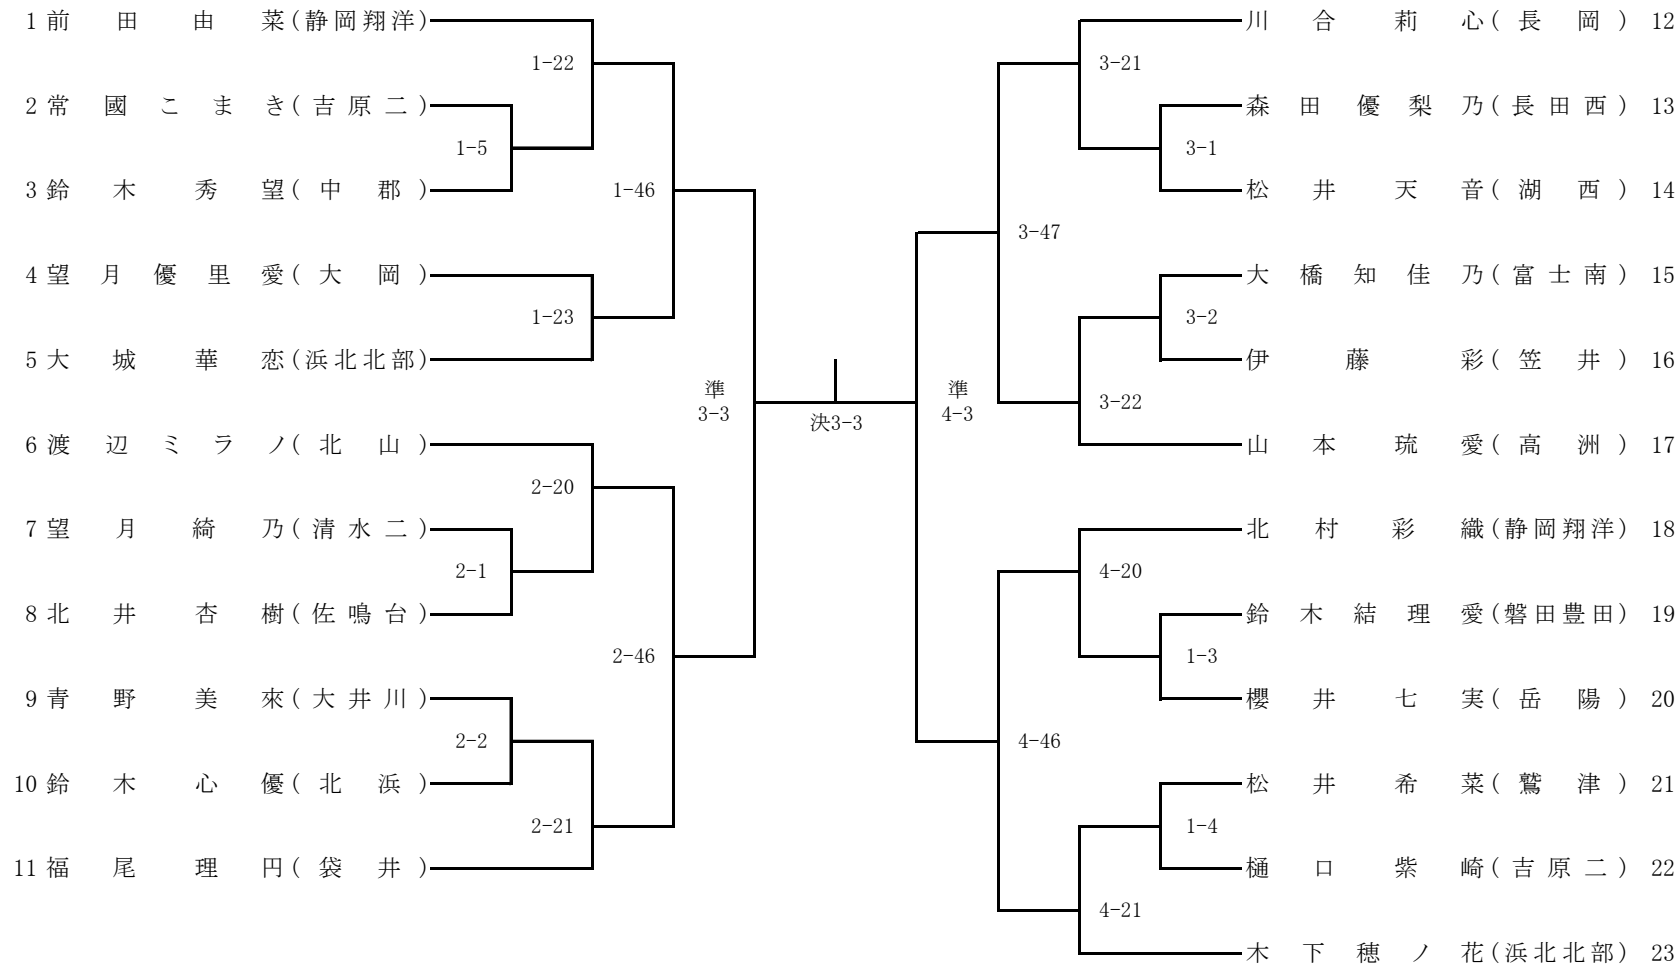 1 前田由菜(静岡翔洋)
1-22
2 常國こまき(吉原二)
1-5
3 鈴木秀望(中郡)
1-46
4 望月優里愛(大岡)
1-23
5 大城華恋(浜北北部)
準
3-3
6 渡辺ミラノ(北山)
2-20
7 望月綺乃(清水二)
2-1
8 北井杏樹(佐鳴台)
2-46
9 青野美來(大井川)
2-2
10 鈴木心優(北浜)
2-21
11 福尾理円(袋井)
決3-3
川合莉心(長岡) 12
3-21
森田優梨乃(長田西) 13
3-1
松井天音(湖西) 14
3-47
大橋知佳乃(富士南) 15
3-2
伊藤彩(笠井) 16
準
4-3
3-22
山本琉愛(高洲) 17
北村彩織(静岡翔洋) 18
4-20
鈴木結理愛(磐田豊田) 19
1-3
櫻井七実(岳陽) 20
4-46
松井希菜(鷲津) 21
1-4
樋口紫崎(吉原二) 22
4-21
木下穂ノ花(浜北北部) 23